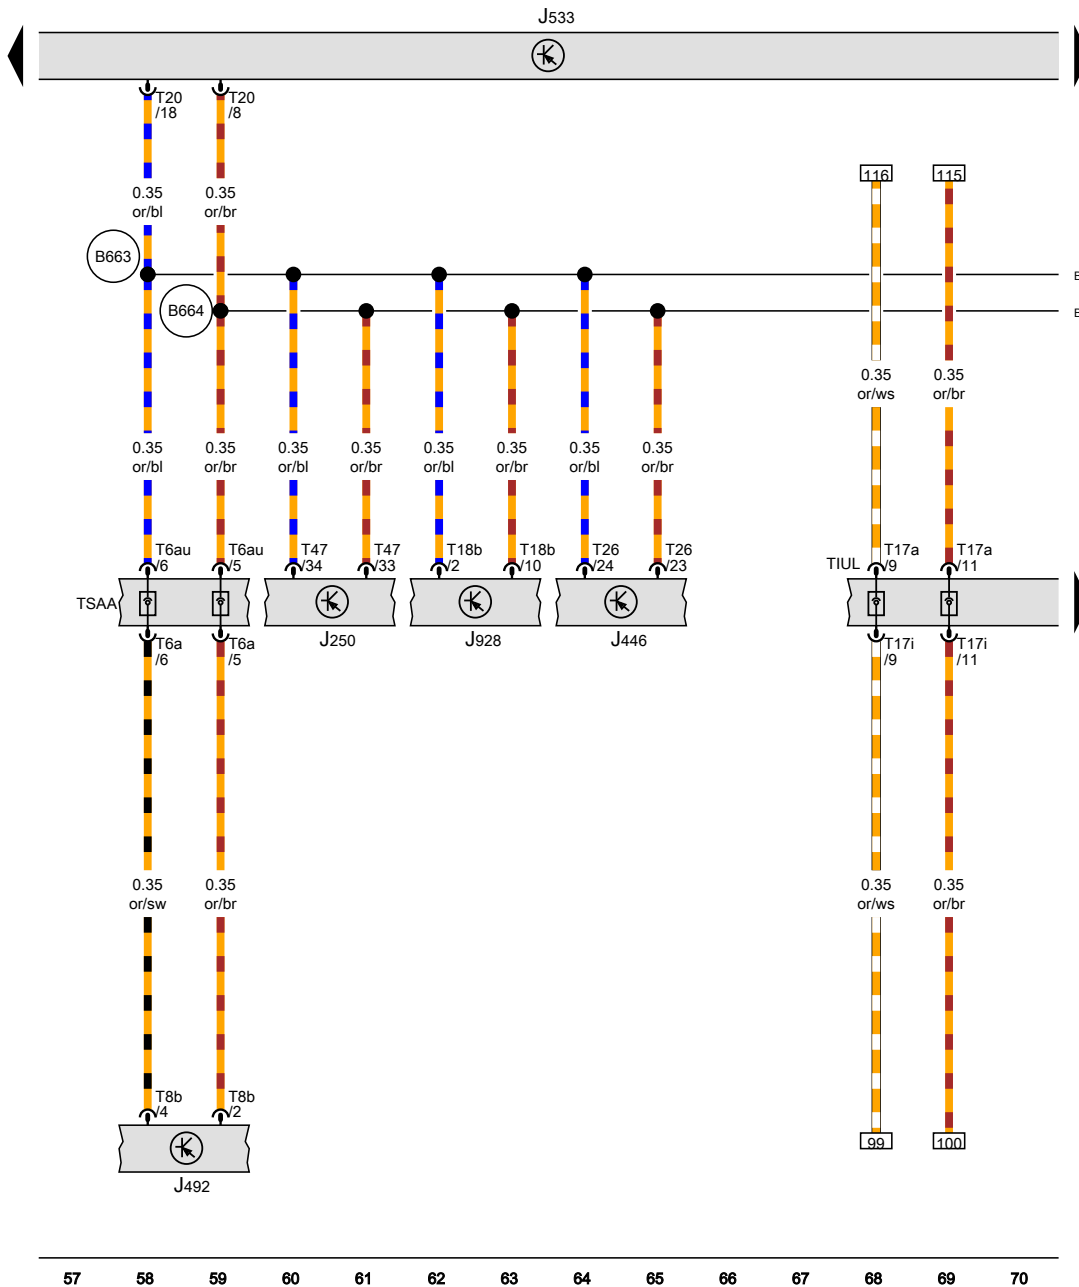 J533
T20 T20
/18 /8
116 115
0.35 0.35
or/bl or/br
B663
B664
0.35 0.35
or/ws or/br
0.35 0.35 0.35 0.35 0.35 0.35 0.35 0.35
or/bl or/br or/bl or/br or/bl or/br or/bl or/br
T6au T6au T47 T47 T18b T18b T26 T26 T17a T17a
/6 /5 /34 /33 /2 /10 /24 /23 TIUL /9 /11
TSAA
J250 J928 J446
T6a T6a T17i T17i
/6 /5 /9 /11
0.35 0.35 0.35 0.35
or/sw or/br or/ws or/br
T8b T8b
/4 /2
99 100
J492
57 58 59 60 61 62 63 64 65 66 67 68 69 70